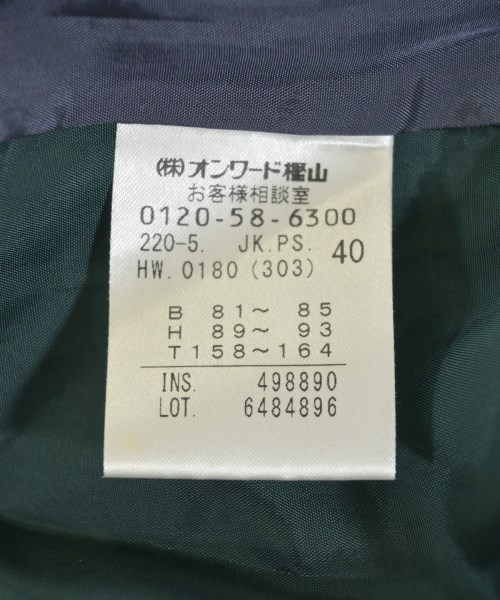 (株)オンワード樫山
お客様相談室
0120-58-6300
220-5. JK.PS. 40
HW. 0180 (303)
B 81～ 85
H 89～ 93
T 158～164
INS. 498890
LOT. 6484896